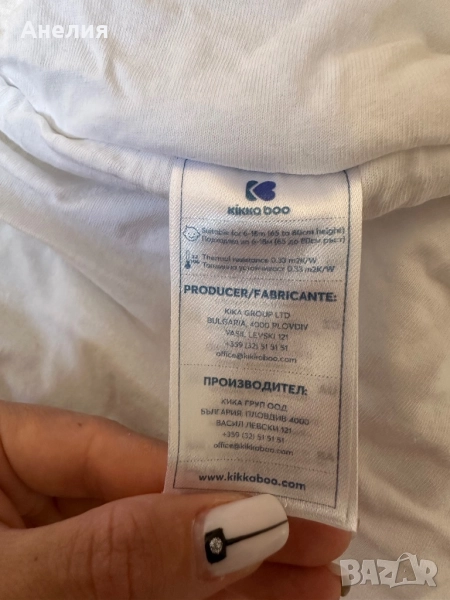 Анелия
kikka boo
Suitable for 6-18m (65 to 80cm height)
Подходящ за 6-18м (65 до 80см ръст)
Thermal resistance 0.33 m2K/W
Топлинна устойчивост 0.33 m2K/W
PRODUCER/FABRICANTE:
KIKA GROUP LTD
BULGARIA, 4000 PLOVDIV
VASIL LEVSKI 121
+359 (32) 51 51 51
office@kikkaboo.com
ПРОИЗВОДИТЕЛ:
КИКА ГРУП ООД
БЪЛГАРИЯ, ПЛОВДИВ 4000
ВАСИЛ ЛЕВСКИ 121
+359 (32) 51 51 51
office@kikkaboo.com
www.kikkaboo.com
BAZAR